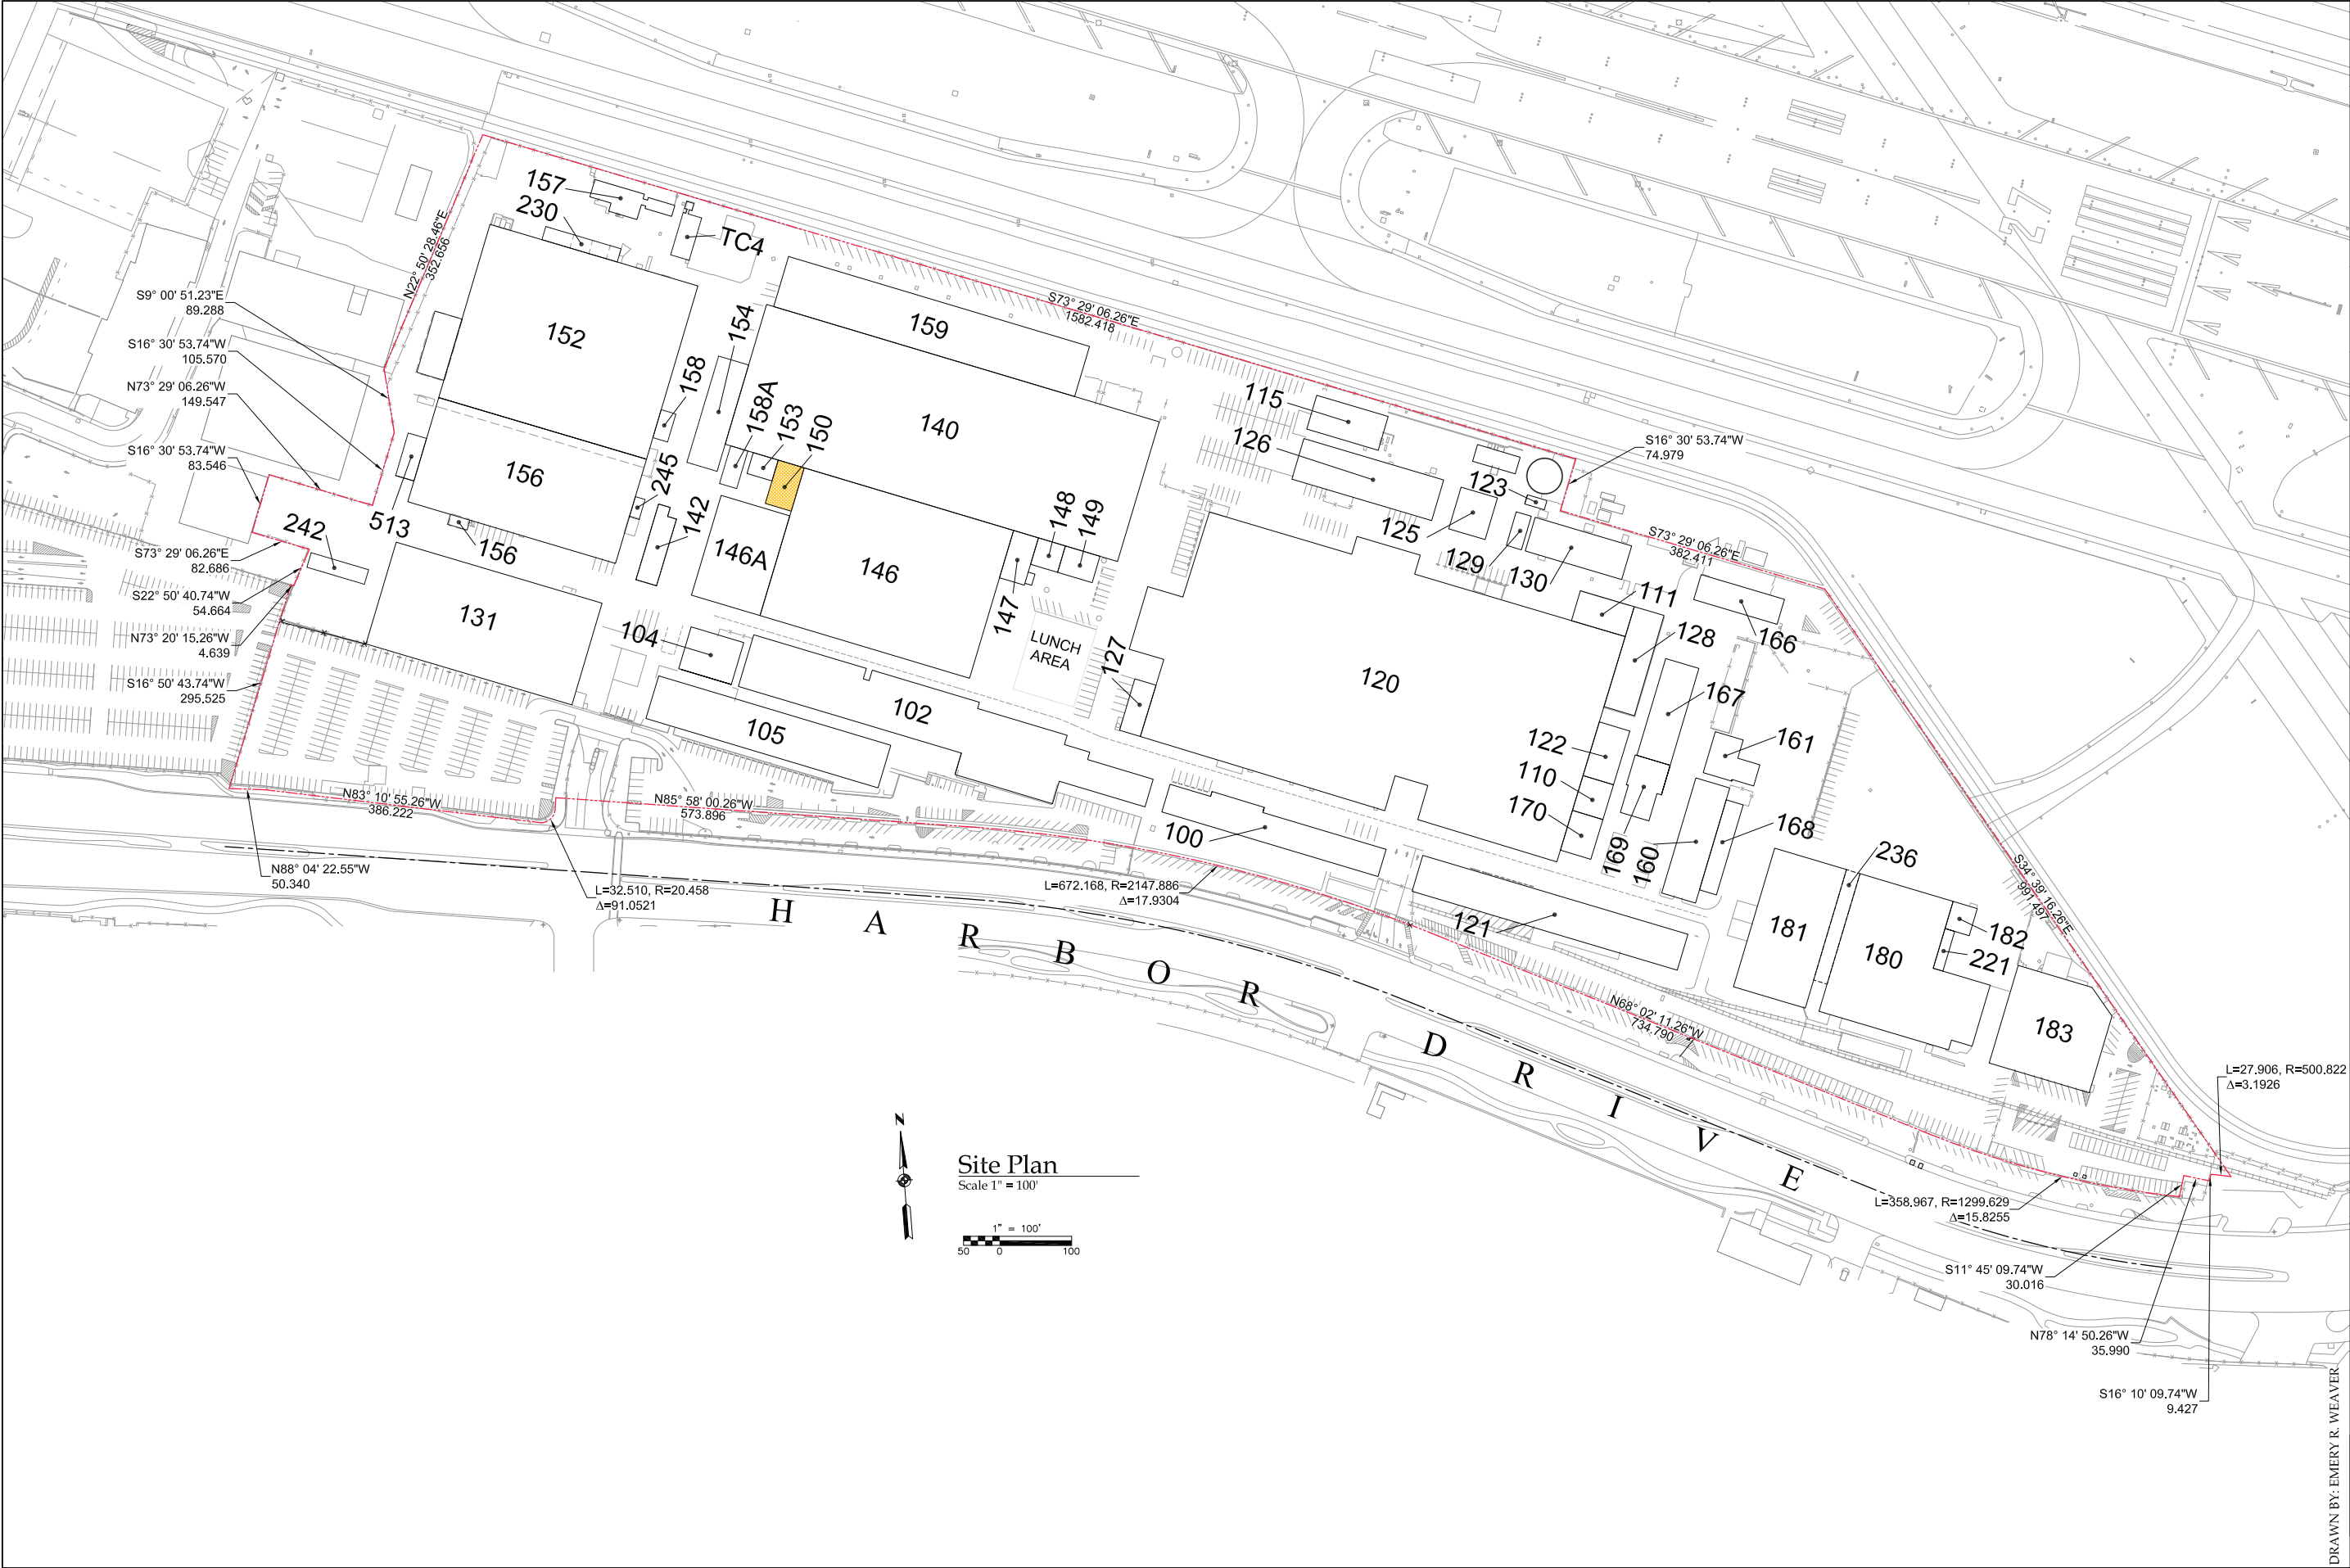 157
230
TC4
N22° 50' 28.46"E
352.656
S9° 00' 51.23"E
89.288
S16° 30' 53.74"W
105.570
N73° 29' 06.26"W
149.547
S16° 30' 53.74"W
83.546
S73° 29' 06.26"E
82.686
S22° 50' 40.74"W
54.664
N73° 20' 15.26"W
4.639
S16° 50' 43.74"W
295.525
S73° 29' 06.26"E
1582.418
152
154
159
158
158A
153
150
140
115
126
S16° 30' 53.74"W
74.979
156
245
142
513
242
156
146A
146
148
149
147
123
125
129
130
S73° 29' 06.26"E
382.411
111
166
128
131
104
LUNCH
AREA
127
120
167
102
105
122
161
110
170
N83° 10' 55.26"W
386.222
N85° 58' 00.26"W
573.896
100
169
160
168
236
N88° 04' 22.55"W
50.340
L=32.510, R=20.458
Δ=91.0521
L=672.168, R=2147.886
Δ=17.9304
121
181
180
182
221
183
S34° 39' 16.26"E
991.497
N68° 02' 11.26"W
734.790
HARBOR DRIVE
L=27.906, R=500.822
Δ=3.1926
N
Site Plan
Scale 1" = 100'
1" = 100'
50 0 100
L=358.967, R=1299.629
Δ=15.8255
S11° 45' 09.74"W
30.016
N78° 14' 50.26"W
35.990
S16° 10' 09.74"W
9.427
DRAWN BY: EMERY R. WEAVER